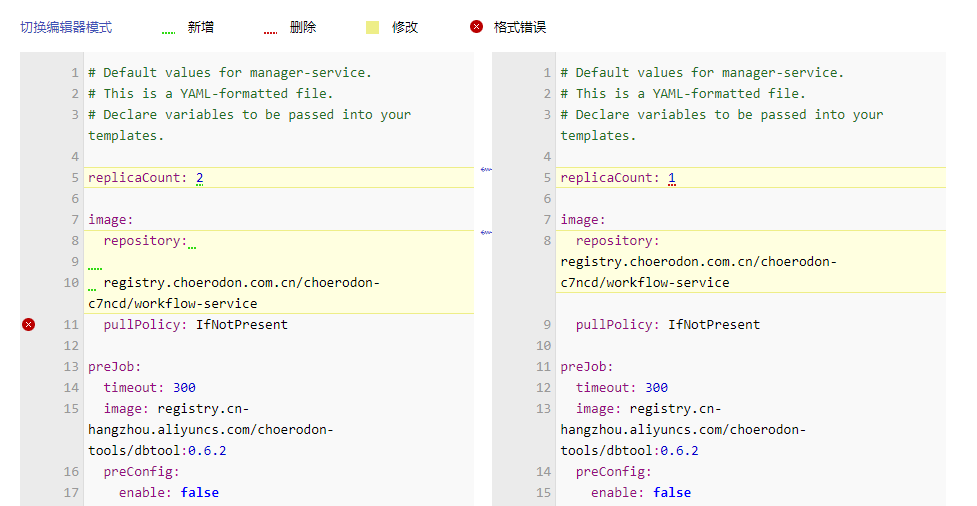 切换编辑器模式 新增 删除 修改 格式错误
1 # Default values for manager-service.
2 # This is a YAML-formatted file.
3 # Declare variables to be passed into your
templates.
4
5 replicaCount: 2
6
7 image:
8 repository:
9
10 registry.choerodon.com.cn/choerodon-
c7ncd/workflow-service
11 pullPolicy: IfNotPresent
12
13 preJob:
14 timeout: 300
15 image: registry.cn-
hangzhou.aliyuncs.com/choerodon-
tools/dbtool:0.6.2
16 preConfig:
17 enable: false
1 # Default values for manager-service.
2 # This is a YAML-formatted file.
3 # Declare variables to be passed into your
templates.
4
5 replicaCount: 1
6
7 image:
8 repository:
registry.choerodon.com.cn/choerodon-
c7ncd/workflow-service
9 pullPolicy: IfNotPresent
10
11 preJob:
12 timeout: 300
13 image: registry.cn-
hangzhou.aliyuncs.com/choerodon-
tools/dbtool:0.6.2
14 preConfig:
15 enable: false